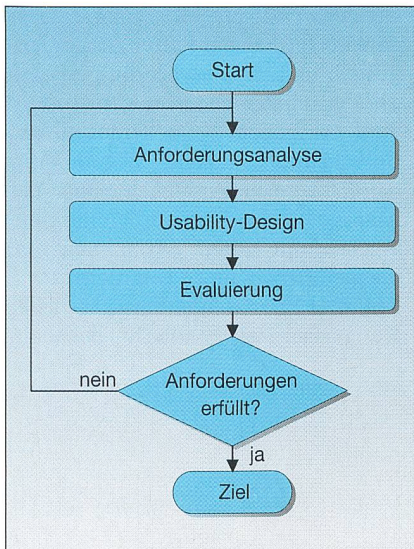 Start
Anforderungsanalyse
Usability-Design
Evaluierung
nein
Anforderungen
erfüllt?
ja
Ziel